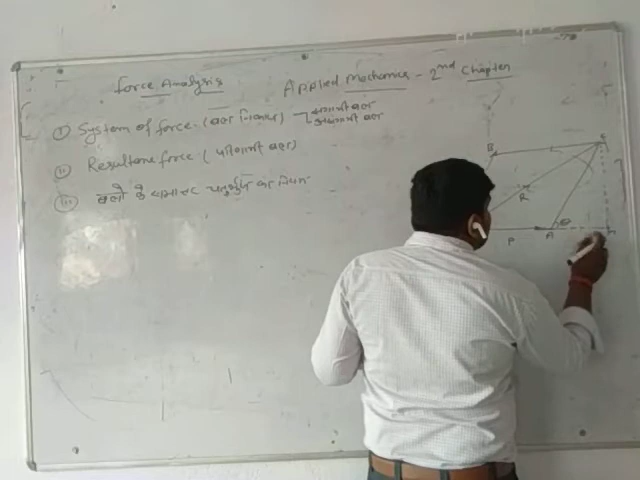 Force Analysis
Applied Mechanics - 2nd Chapter
(i) System of force (बल निकाय)
(ii) Resultone force (परिणामी बल)
(iii) बलों के समान्तर चतुर्भुज का नियम
B
C
R
P
A
θ